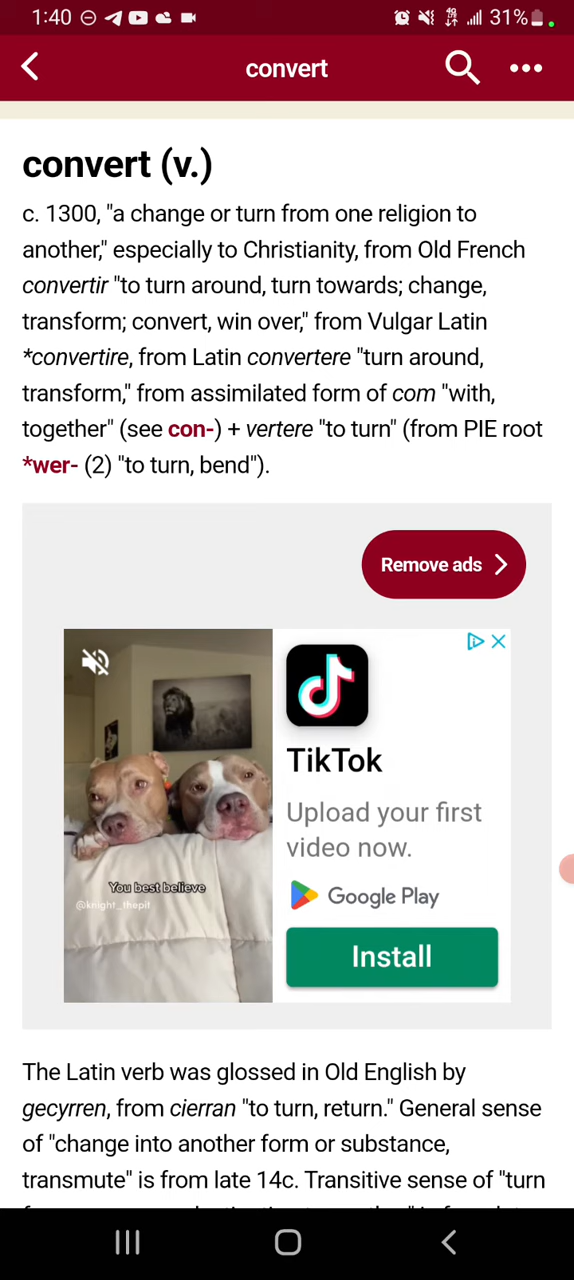 1:40
4G
31%
convert
convert (v.)
c. 1300, "a change or turn from one religion to
another," especially to Christianity, from Old French
convertir "to turn around, turn towards; change,
transform; convert, win over," from Vulgar Latin
*convertire, from Latin convertere "turn around,
transform," from assimilated form of com "with,
together" (see con-) + vertere "to turn" (from PIE root
*wer- (2) "to turn, bend").
Remove ads
TikTok
Upload your first
video now.
You best believe
@knight_thepit
Google Play
Install
The Latin verb was glossed in Old English by
gecyrren, from cierran "to turn, return." General sense
of "change into another form or substance,
transmute" is from late 14c. Transitive sense of "turn